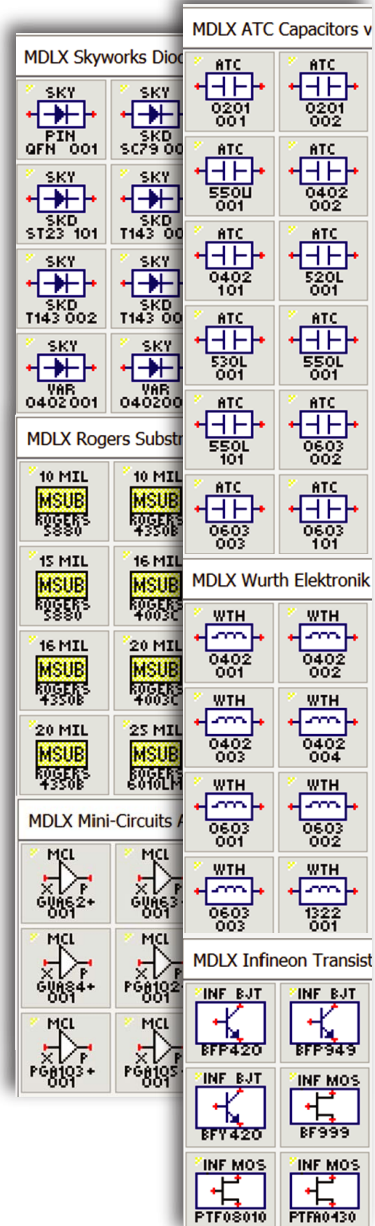 MDLX Skyworks Dio
SKY
PIN
QFN 001
SKY
SKD
SC79 00
SKY
SKD
ST23 101
SKY
SKD
T143 00
SKY
SKD
T143 002
SKY
SKD
T143 00
SKY
VAR
0402001
SKY
VAR
040200
MDLX Rogers Substr
10 MIL
MSUB
ROGERS
5880
10 MIL
MSUB
ROGERS
4350B
15 MIL
MSUB
ROGERS
5880
16 MIL
MSUB
ROGERS
4003C
16 MIL
MSUB
ROGERS
4350B
20 MIL
MSUB
ROGERS
4003C
20 MIL
MSUB
ROGERS
4350B
25 MIL
MSUB
ROGERS
6010LM
MDLX Mini-Circuits A
MCL
X P
GVA62+
001
MCL
X P
GVA63+
001
MCL
X P
GVA84+
001
MCL
X P
PGA102
001
MCL
X P
PGA103+
001
MCL
X P
PGA105
001
MDLX ATC Capacitors v
ATC
0201
001
ATC
0201
002
ATC
550U
001
ATC
0402
002
ATC
0402
101
ATC
520L
001
ATC
530L
001
ATC
550L
001
ATC
550L
101
ATC
0603
002
ATC
0603
003
ATC
0603
101
MDLX Wurth Elektronik
WTH
0402
001
WTH
0402
002
WTH
0402
003
WTH
0402
004
WTH
0603
001
WTH
0603
002
WTH
0603
003
WTH
1322
001
MDLX Infineon Transist
INF BJT
BFP420
INF BJT
BFP949
INF BJT
BFY420
INF MOS
BF999
INF MOS
PTF08010
INF MOS
PTFA0430